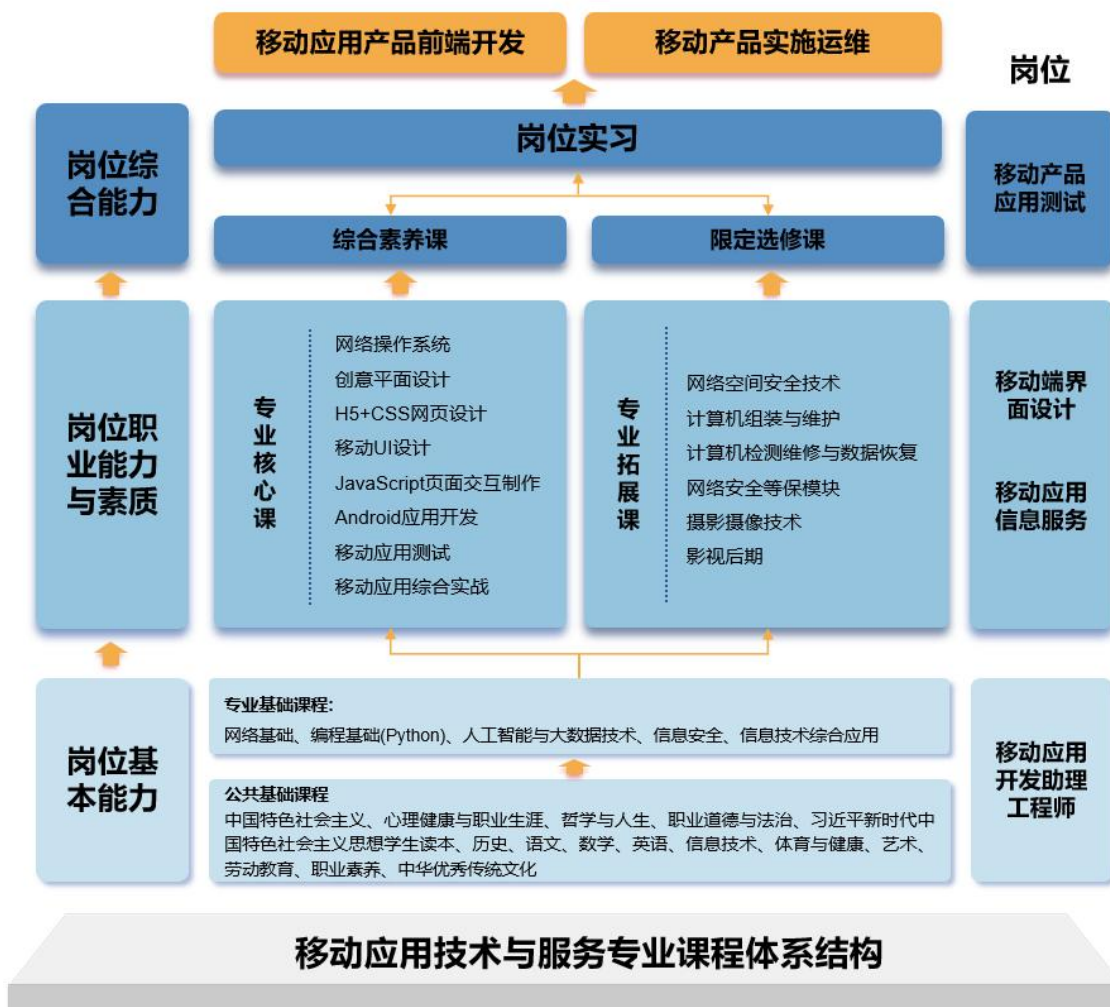 移动应用产品前端开发
移动产品实施运维
岗位
岗位综
合能力
岗位实习
移动产品
应用测试
综合素养课
限定选修课
岗位职
业能力
与素质
专业核心课
网络操作系统
创意平面设计
H5+CSS网页设计
移动UI设计
JavaScript页面交互制作
Android应用开发
移动应用测试
移动应用综合实战
专业拓展课
网络空间安全技术
计算机组装与维护
计算机检测维修与数据恢复
网络安全等保模块
摄影摄像技术
影视后期
移动端界
面设计
移动应用
信息服务
岗位基
本能力
专业基础课程:
网络基础、编程基础(Python)、人工智能与大数据技术、信息安全、信息技术综合应用
公共基础课程
中国特色社会主义、心理健康与职业生涯、哲学与人生、职业道德与法治、习近平新时代中
国特色社会主义思想学生读本、历史、语文、数学、英语、信息技术、体育与健康、艺术、
劳动教育、职业素养、中华优秀传统文化
移动应用
开发助理
工程师
移动应用技术与服务专业课程体系结构